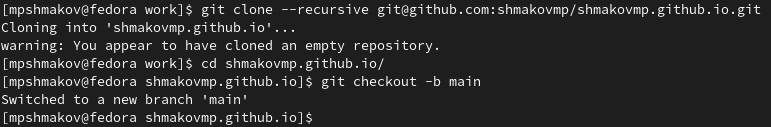 [mpshmakov@fedora work]$ git clone --recursive git@github.com:shmakovmp/shmakovmp.github.io.git
Cloning into 'shmakovmp.github.io'...
warning: You appear to have cloned an empty repository.
[mpshmakov@fedora work]$ cd shmakovmp.github.io/
[mpshmakov@fedora shmakovmp.github.io]$ git checkout -b main
Switched to a new branch 'main'
[mpshmakov@fedora shmakovmp.github.io]$